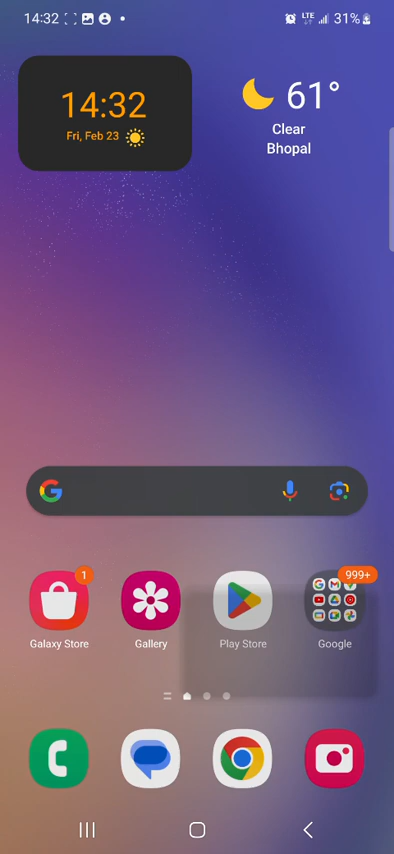 14:32
LTE
31%
14:32
Fri, Feb 23
61°
Clear
Bhopal
1
999+
Galaxy Store
Gallery
Play Store
Google